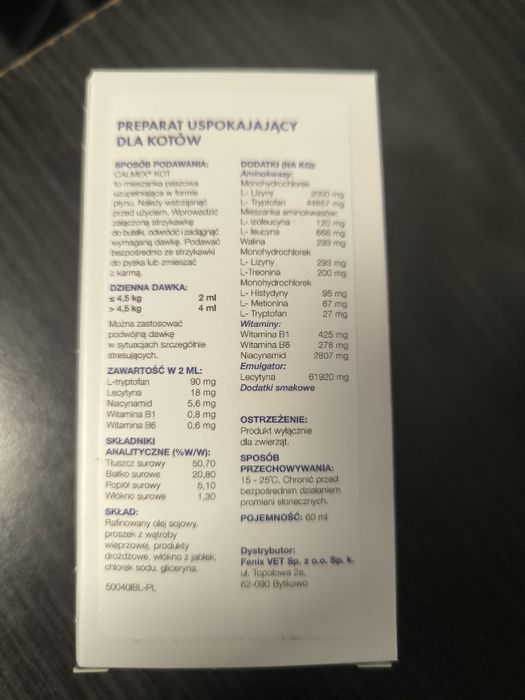 PREPARAT USPOKAJAJĄCY
DLA KOTÓW
SPOSÓB PODAWANIA:
CALMEX® KOT
to mieszanka paszowa
uzupełniająca w formie
płynu. Należy wstrząsnąć
przed użyciem. Wprowadzić
załączoną strzykawkę
do butelki, odwrócić i zaciągnąć
wymaganą dawkę. Podawać
bezpośrednio ze strzykawki
do pyska lub zmieszać
z karmą.
DZIENNA DAWKA:
≤ 4,5 kg 2 ml
> 4,5 kg 4 ml
Można zastosować
podwójną dawkę
w sytuacjach szczególnie
stresujących.
ZAWARTOŚĆ W 2 ML:
L-tryptofan 90 mg
Lecytyna 18 mg
Niacynamid 5,6 mg
Witamina B1 0,8 mg
Witamina B6 0,6 mg
SKŁADNIKI
ANALITYCZNE (%W/W):
Tłuszcz surowy 50,70
Białko surowe 20,80
Popiół surowy 5,10
Włókno surowe 1,30
SKŁAD:
Rafinowany olej sojowy,
proszek z wątroby
wieprzowej, produkty
drożdżowe, włókno z jabłek,
chlorek sodu, gliceryna.
50040IBL-PL
DODATKI (NA KG):
Aminokwasy:
Monohydrochlorek
L- Lizyny 2000 mg
L- Tryptofan 44857 mg
Mieszanka aminokwasów:
L- izoleucyna 120 mg
L- leucyna 666 mg
Walina 293 mg
Monohydrochlorek
L- Lizyny 293 mg
L-Treonina 200 mg
Monohydrochlorek
L- Histydyny 95 mg
L- Metionina 67 mg
L- Tryptofan 27 mg
Witaminy:
Witamina B1 425 mg
Witamina B6 278 mg
Niacynamid 2807 mg
Emulgator:
Lecytyna 61920 mg
Dodatki smakowe
OSTRZEŻENIE:
Produkt wyłącznie
dla zwierząt.
SPOSÓB
PRZECHOWYWANIA:
15 - 25°C. Chronić przed
bezpośrednim działaniem
promieni słonecznych.
POJEMNOŚĆ: 60 ml
Dystrybutor:
Fenix VET Sp. z o.o. Sp. k.
ul. Topolowa 2a,
62-090 Bytkowo